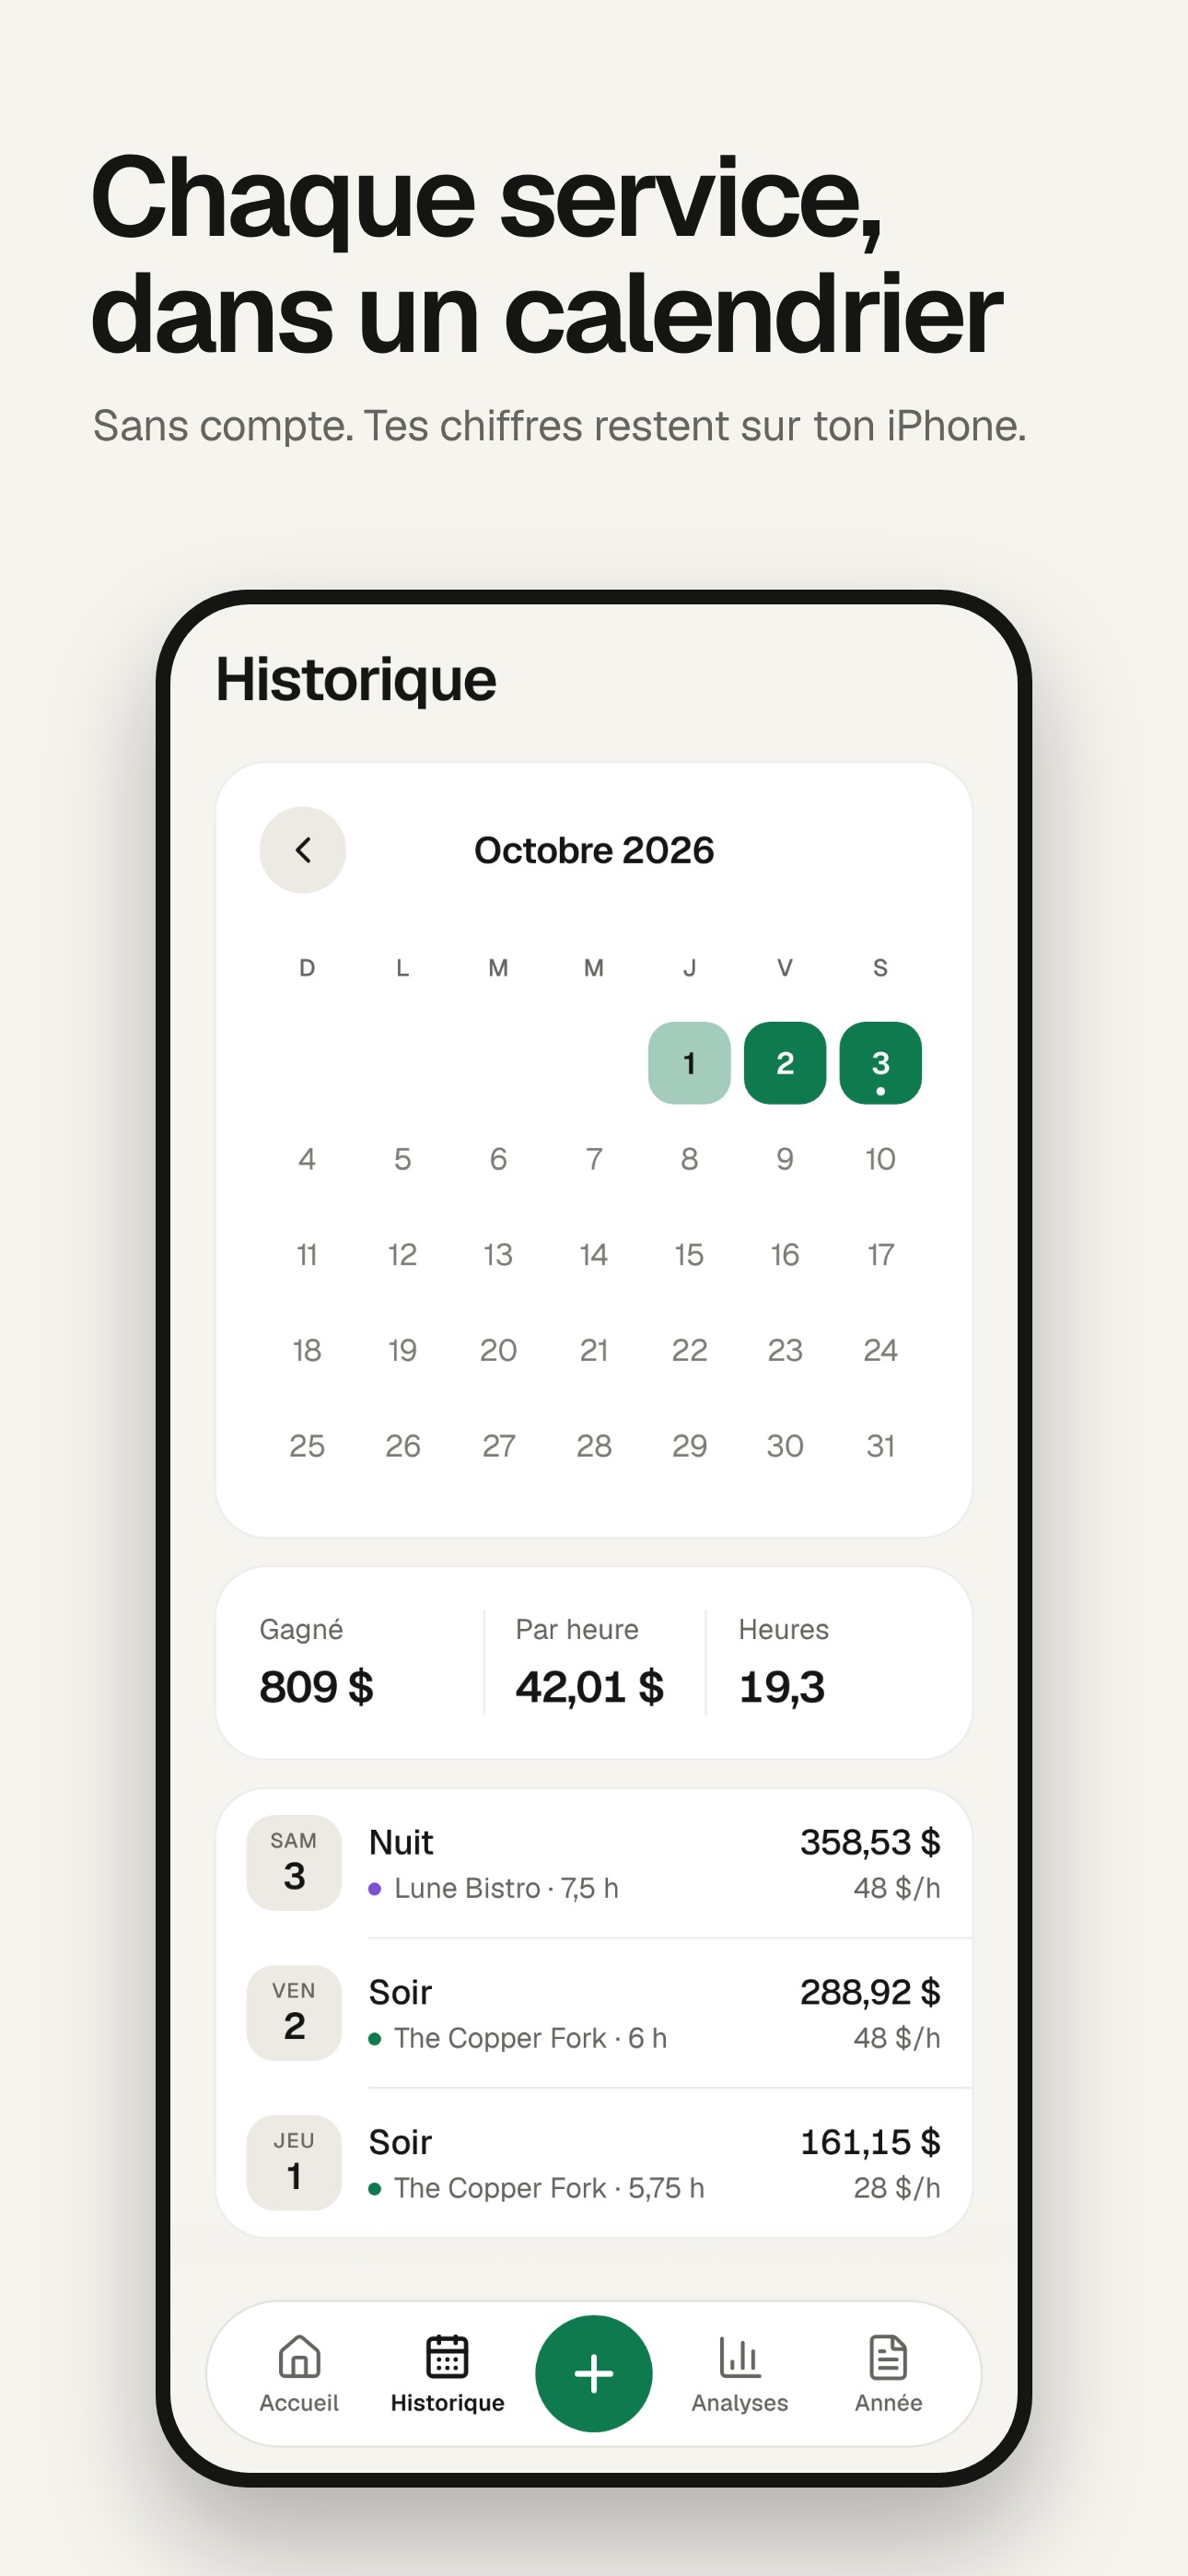 Chaque service,
dans un calendrier
Sans compte. Tes chiffres restent sur ton iPhone.
Historique
Octobre 2026
D L M M J V S
1 2 3
4 5 6 7 8 9 10
11 12 13 14 15 16 17
18 19 20 21 22 23 24
25 26 27 28 29 30 31
Gagné Par heure Heures
809 $ 42,01 $ 19,3
SAM
3
Nuit 358,53 $
Lune Bistro · 7,5 h 48 $/h
VEN
2
Soir 288,92 $
The Copper Fork · 6 h 48 $/h
JEU
1
Soir 161,15 $
The Copper Fork · 5,75 h 28 $/h
Accueil Historique Analyses Année